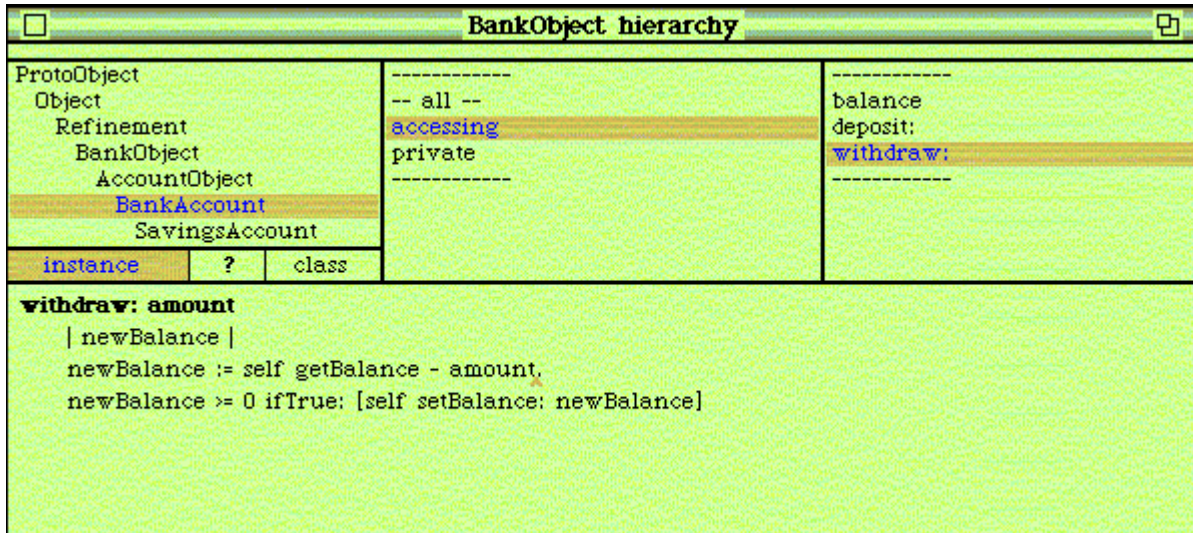 BankObject hierarchy
ProtoObject
Object
Refinement
BankObject
AccountObject
BankAccount
SavingsAccount
instance ? class
------------
-- all --
accessing
private
------------
------------
balance
deposit:
withdraw:
------------
withdraw: amount
| newBalance |
newBalance := self getBalance - amount.
newBalance >= 0 ifTrue: [self setBalance: newBalance]